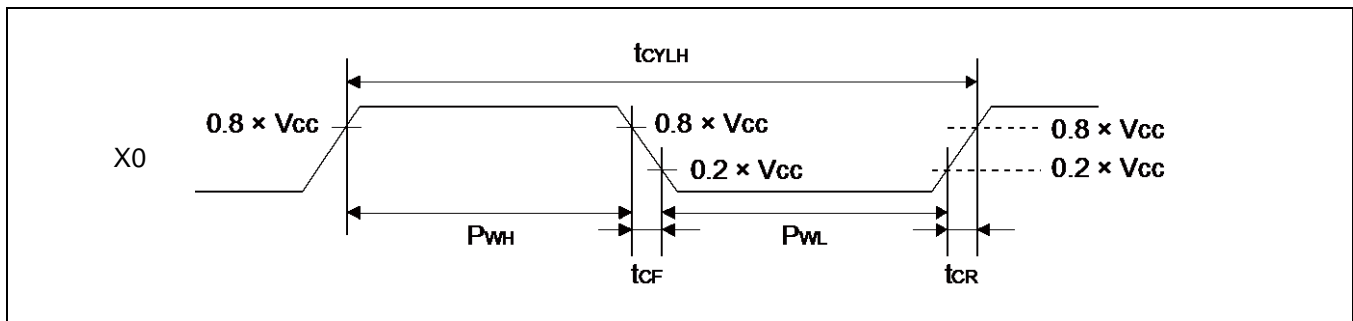 tCYLH
0.8 × VCC
0.8 × VCC
0.8 × VCC
X0
0.2 × VCC
0.2 × VCC
PWH
PWL
tCF
tCR